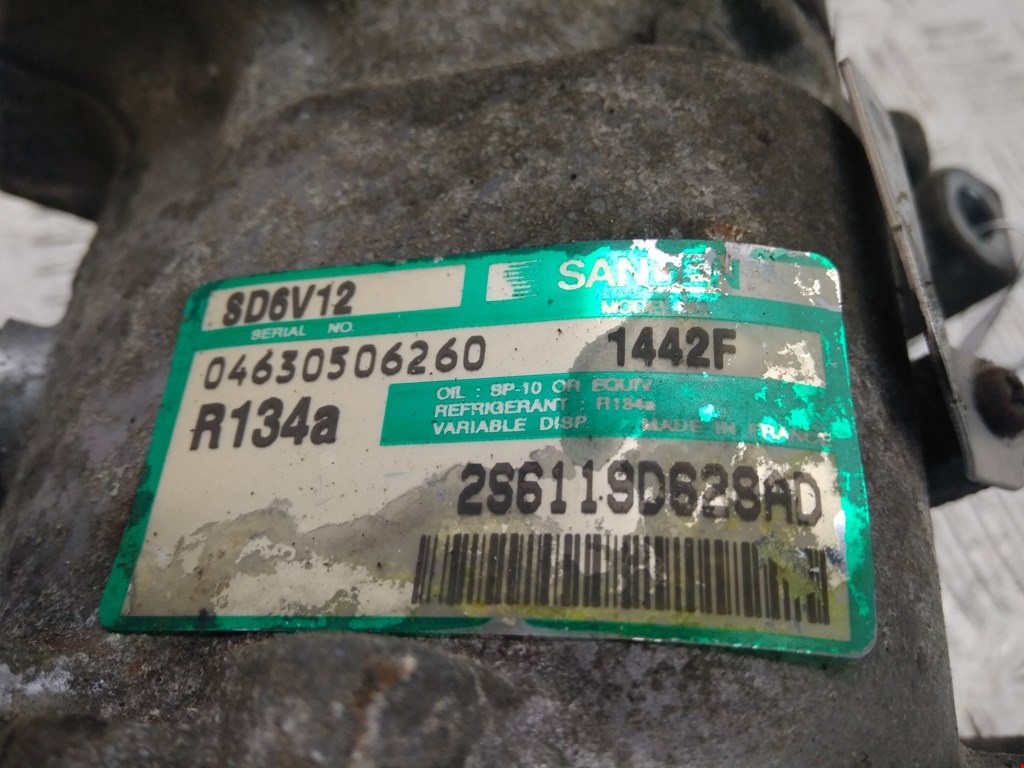 SD6V12
SANDEN
SERIAL NO.
04630506260
1442F
R134a
OIL : SP-10 OR EQUIV
REFRIGERANT : R134a
VARIABLE DISP. MADE IN FRANCE
2S6119D629AD